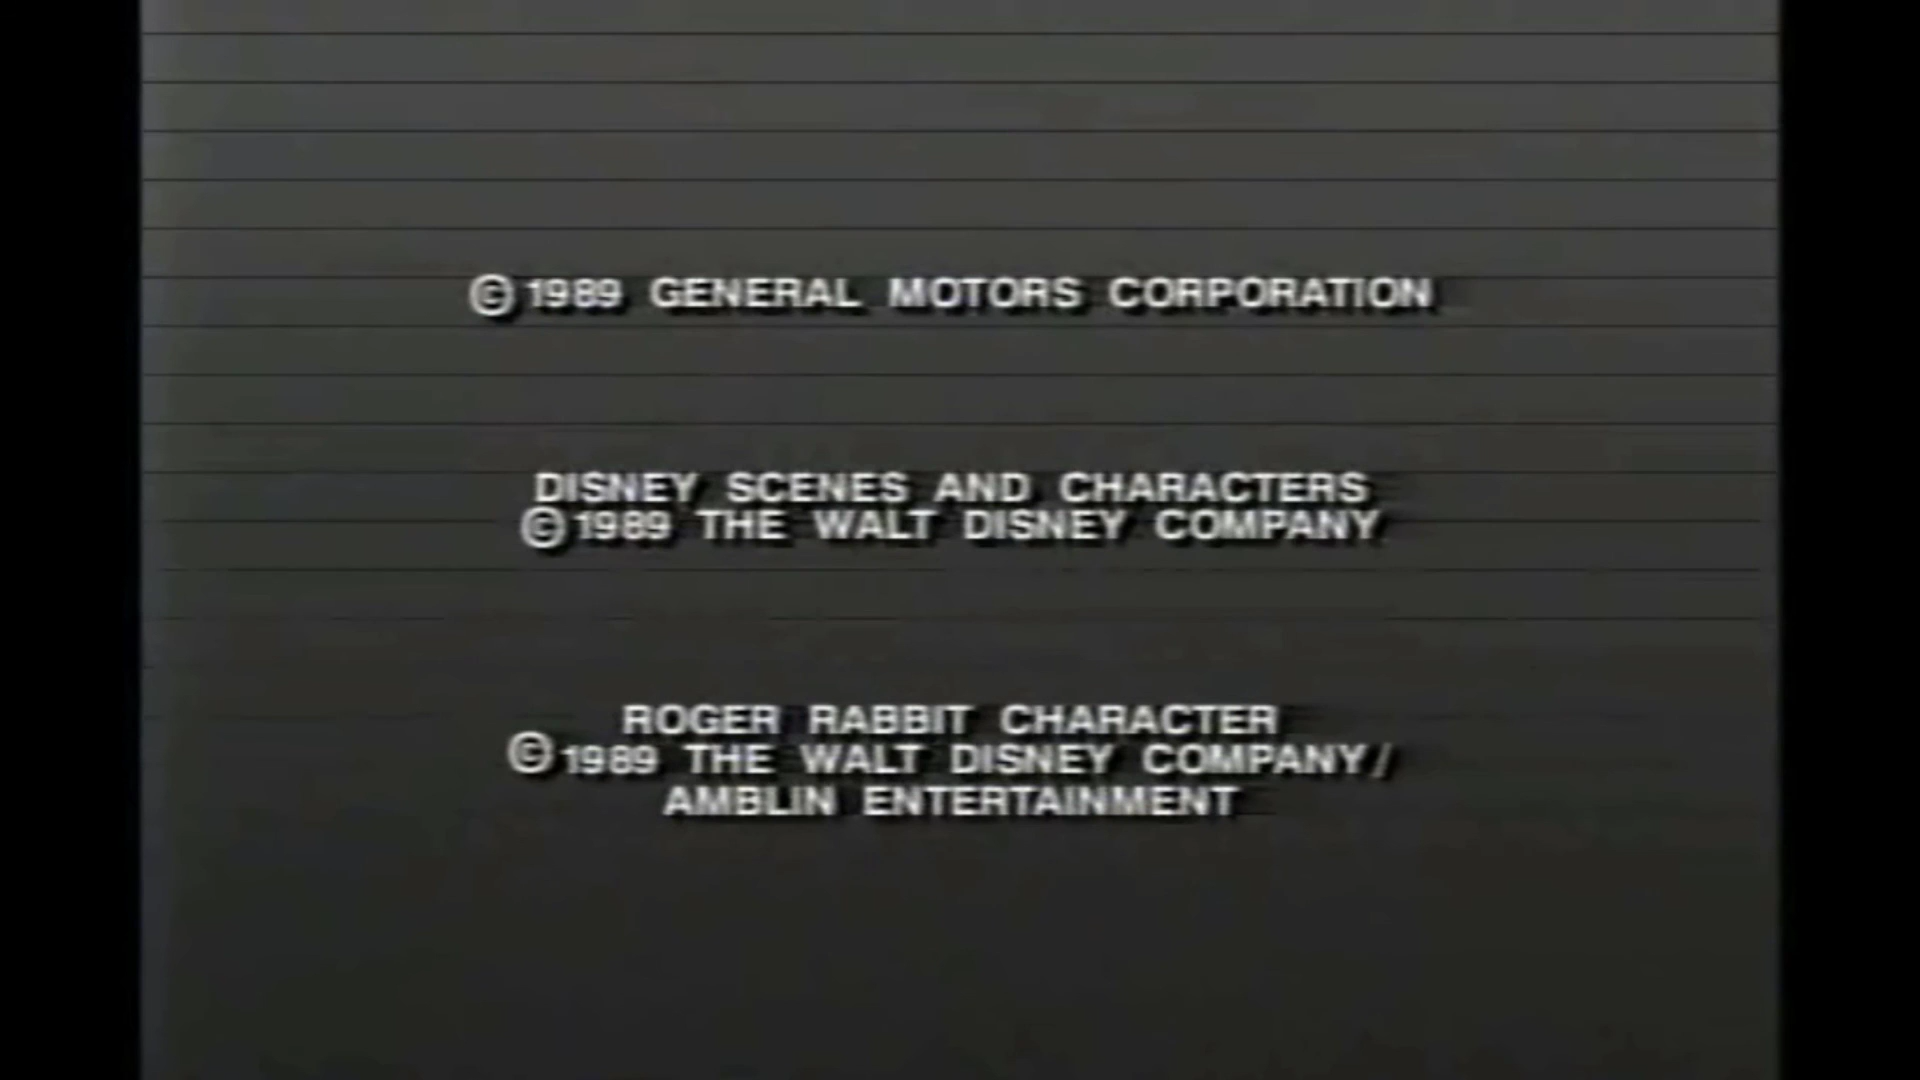 © 1989 GENERAL MOTORS CORPORATION
DISNEY SCENES AND CHARACTERS
© 1989 THE WALT DISNEY COMPANY
ROGER RABBIT CHARACTER
© 1989 THE WALT DISNEY COMPANY/
AMBLIN ENTERTAINMENT